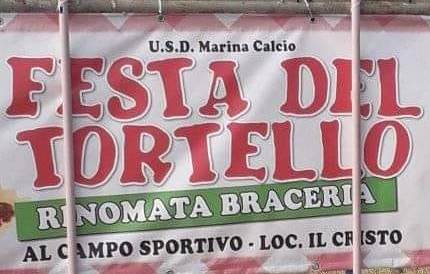 U.S.D. Marina Calcio
FESTA DEL
TORTELLO
RINOMATA BRACERIA
AL CAMPO SPORTIVO - LOC. IL CRISTO